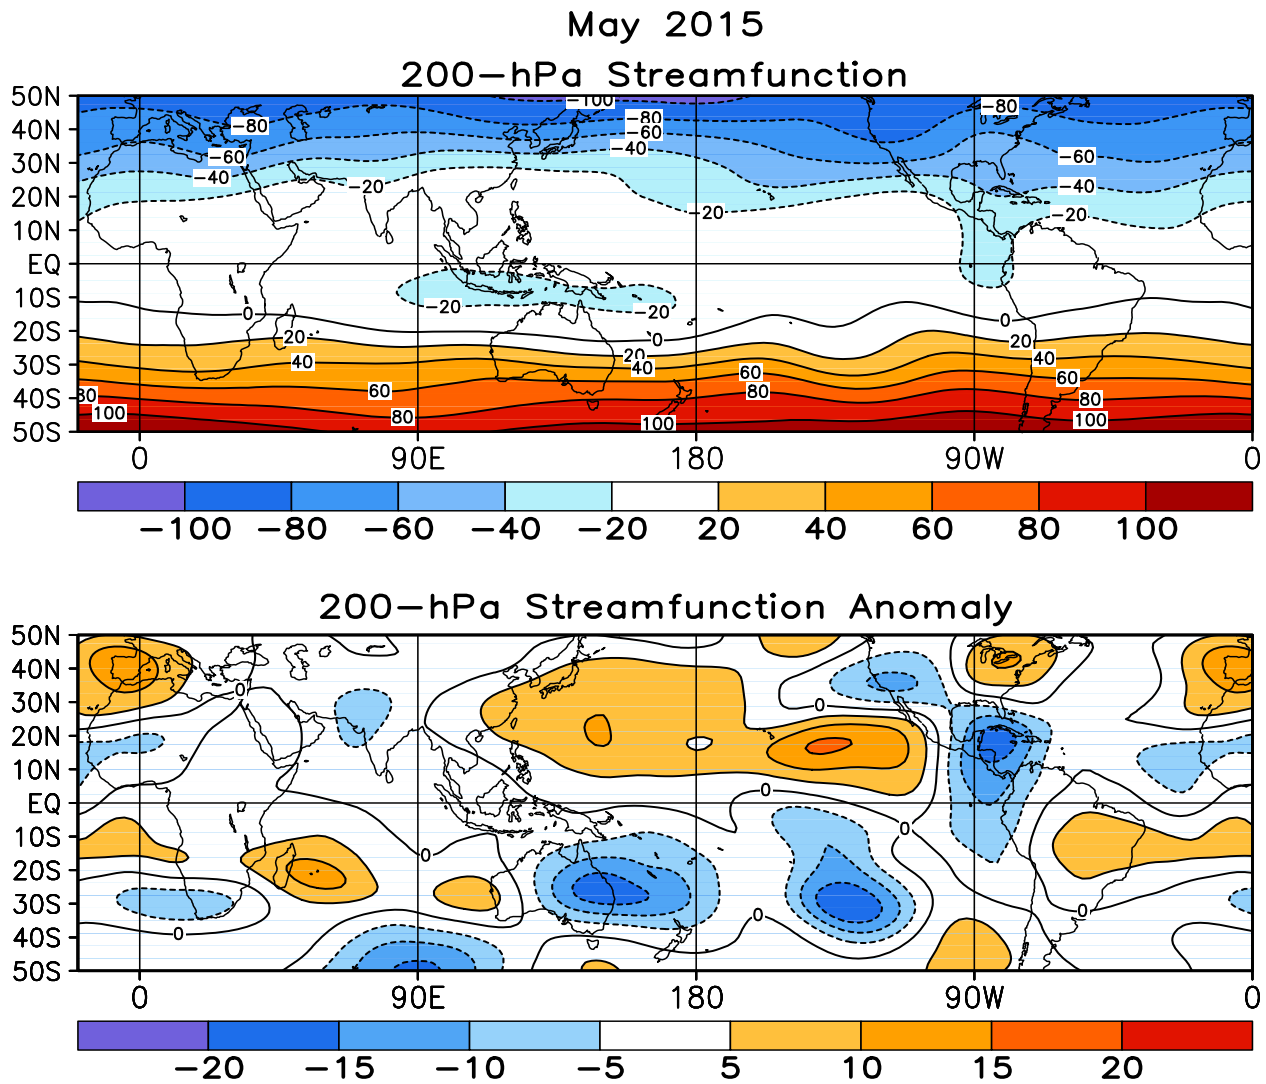 May 2015
200-hPa Streamfunction
50N
40N
30N
20N
10N
EQ
10S
20S
30S
40S
50S
-100
-80
-80
-80
-60
-40
-60
-60
-40
-40
-20
-20
-20
-20
-20
0
0
0
20
20
20
40
40
40
60
60
60
80
80
80
80
100
100
100
0 90E 180 90W 0
-100 -80 -60 -40 -20 20 40 60 80 100
200-hPa Streamfunction Anomaly
50N
40N
30N
20N
10N
EQ
10S
20S
30S
40S
50S
0
0
0
0
0
0
0
0
0 90E 180 90W 0
-20 -15 -10 -5 5 10 15 20